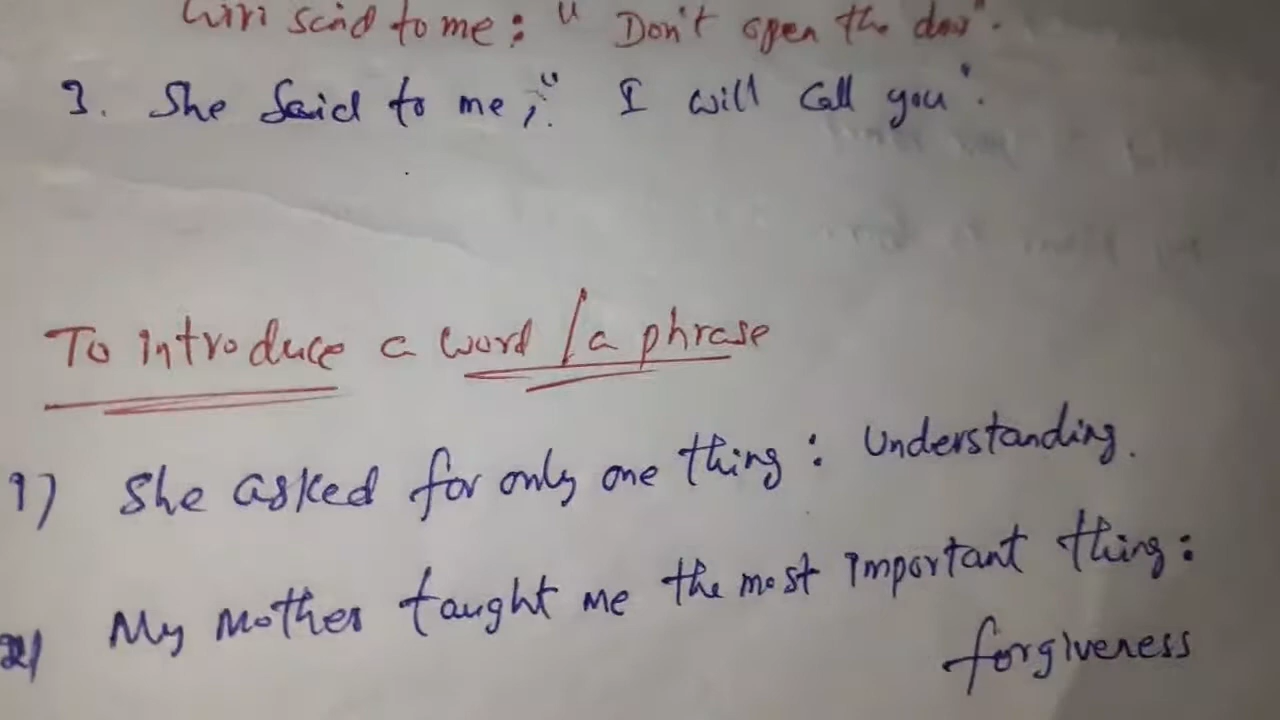 said to me: " Don't open the door".
3. She Said to me ," I will Call you".
To introduce a word / a phrase
1) She asked for only one thing : Understanding.
2) My mother taught me the most important thing :
forgiveness